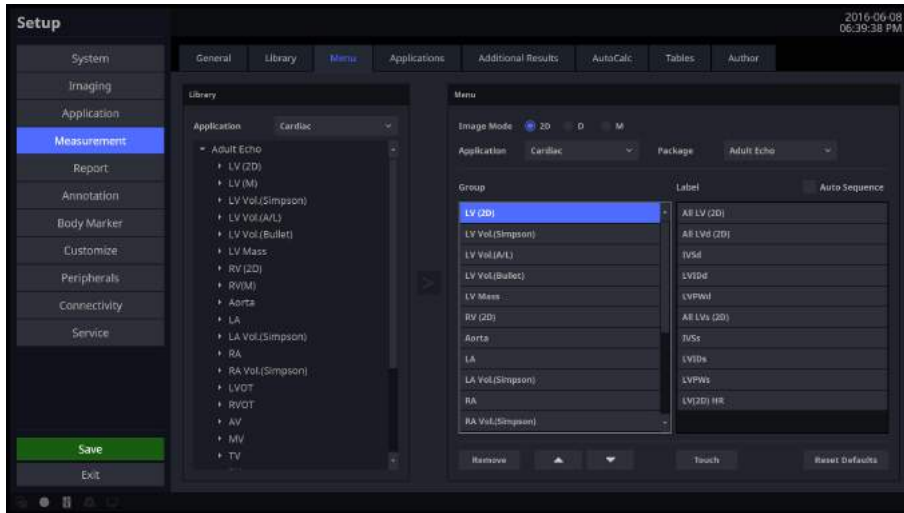 Setup
2016-06-08
06:39:38 PM
System
Imaging
Application
Measurement
Report
Annotation
Body Marker
Customize
Peripherals
Connectivity
Service
Save
Exit
General Library Menu Applications Additional Results AutoCalc Tables Author
Library
Application Cardiac
Adult Echo
LV (2D)
LV (M)
LV Vol.(Simpson)
LV Vol.(A/L)
LV Vol.(Bullet)
LV Mass
RV (2D)
RV(M)
Aorta
LA
LA Vol.(Simpson)
RA
RA Vol.(Simpson)
LVOT
RVOT
AV
MV
TV
>
Menu
Image Mode 2D D M
Application Cardiac Package Adult Echo
Group
LV (2D)
LV Vol.(Simpson)
LV Vol.(A/L)
LV Vol.(Bullet)
LV Mass
RV (2D)
Aorta
LA
LA Vol.(Simpson)
RA
RA Vol.(Simpson)
Label Auto Sequence
All LV (2D)
All LVd (2D)
IVSd
LVIDd
LVPWd
All LVs (2D)
IVSs
LVIDs
LVPWs
LV(2D) HR
Remove Touch Reset Defaults